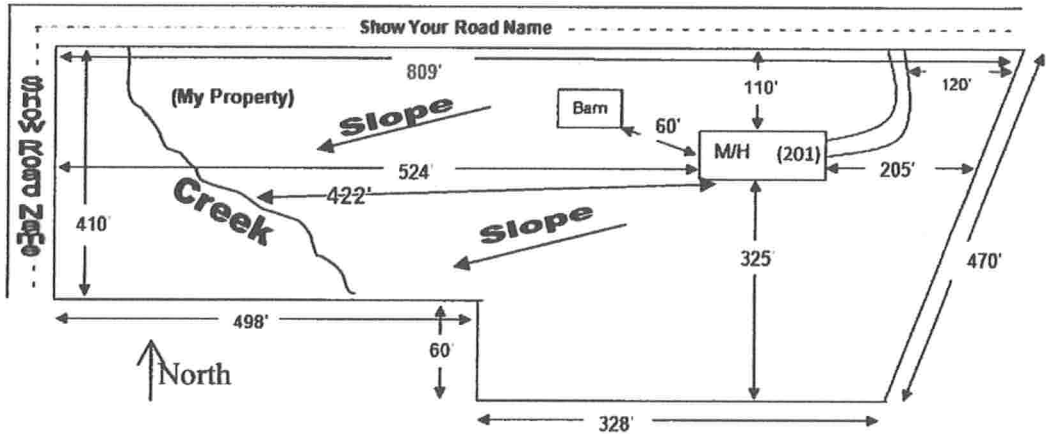 Show Your Road Name
809'
110'
120'
(My Property)
Slope
Barn
60'
M/H (201)
Show Road Name
524'
205'
422'
Creek
Slope
410'
325'
470'
498'
60'
North
328'